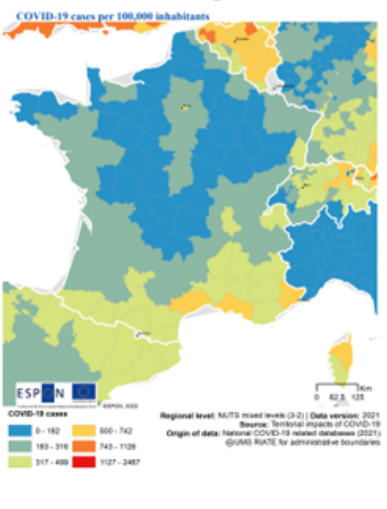 COVID-19 cases per 100,000 inhabitants
ESPON
ESPON, 2022
Km
0 62,5 125
COVID-19 cases
0 - 182
183 - 316
317 - 499
500 - 742
743 - 1126
1127 - 2467
Regional level: NUTS mixed levels (3-2) | Data version: 2021
Source: Territorial impacts of COVID-19
Origin of data: National COVID-19 related databases (2021)
@UMS RIATE for administrative boundaries